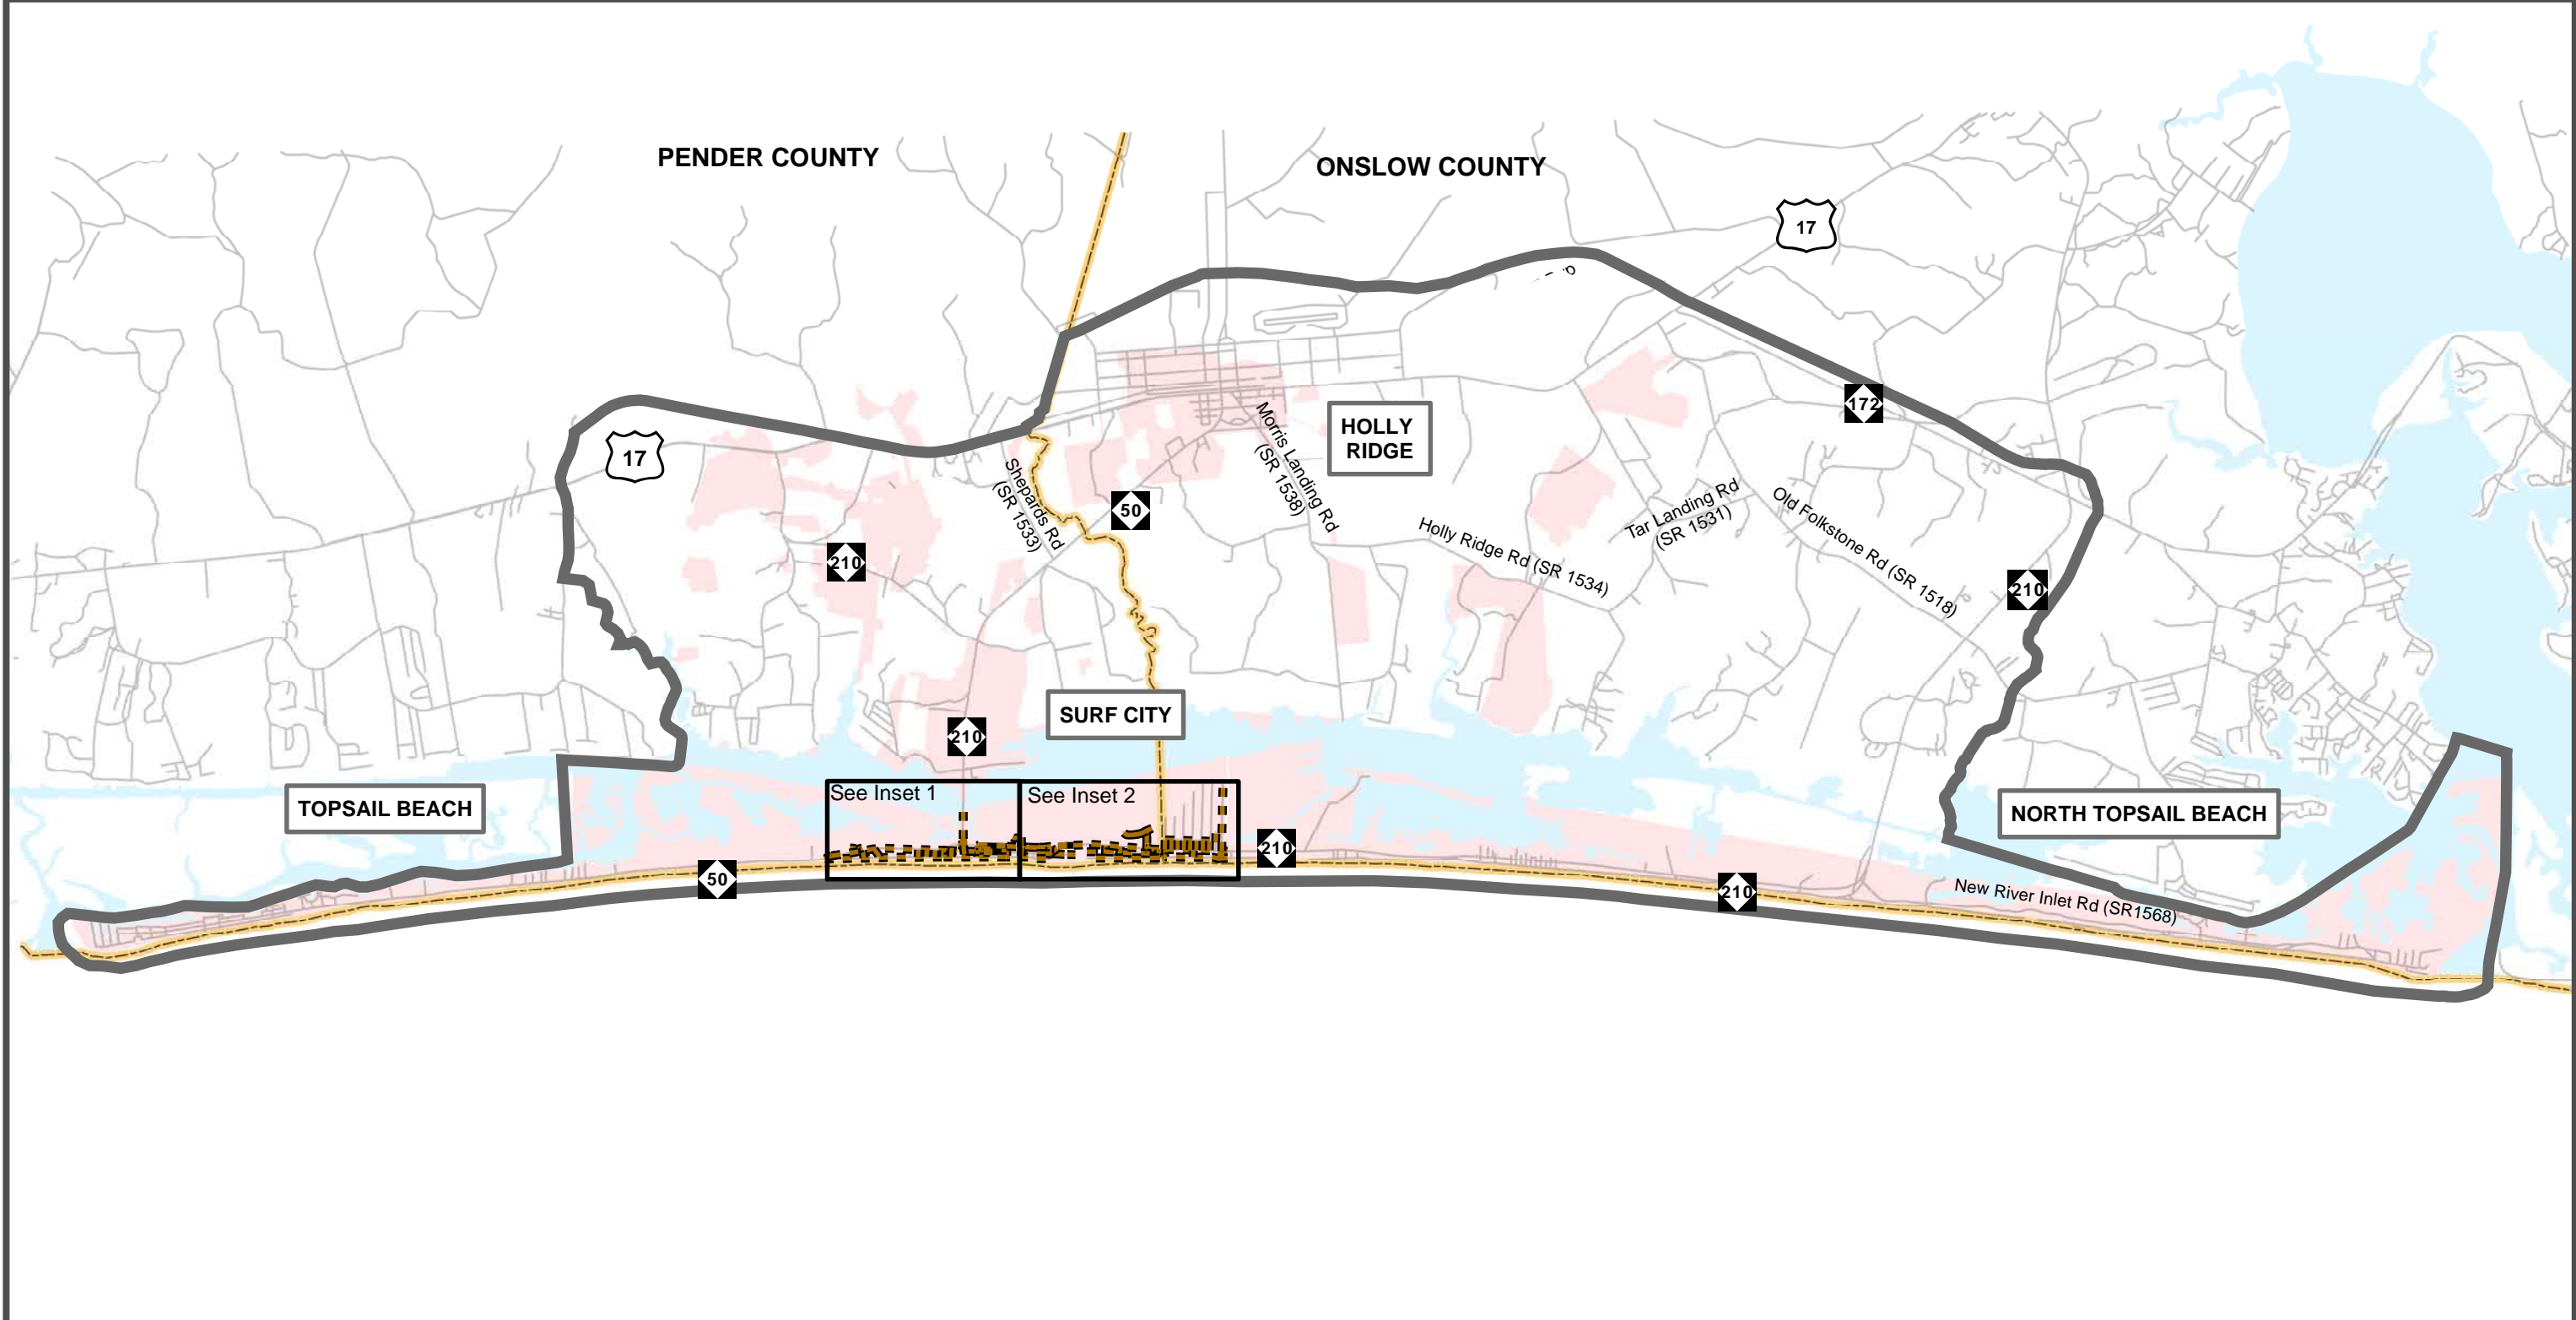 PENDER COUNTY
ONSLOW COUNTY
17
172
HOLLY
RIDGE
17
Morris Landing Rd
(SR 1538)
Shepards Rd
(SR 1533)
50
210
Holly Ridge Rd (SR 1534)
Tar Landing Rd
(SR 1531)
Old Folkstone Rd (SR 1518)
210
SURF CITY
210
TOPSAIL BEACH
See Inset 1
See Inset 2
NORTH TOPSAIL BEACH
210
50
210
New River Inlet Rd (SR1568)